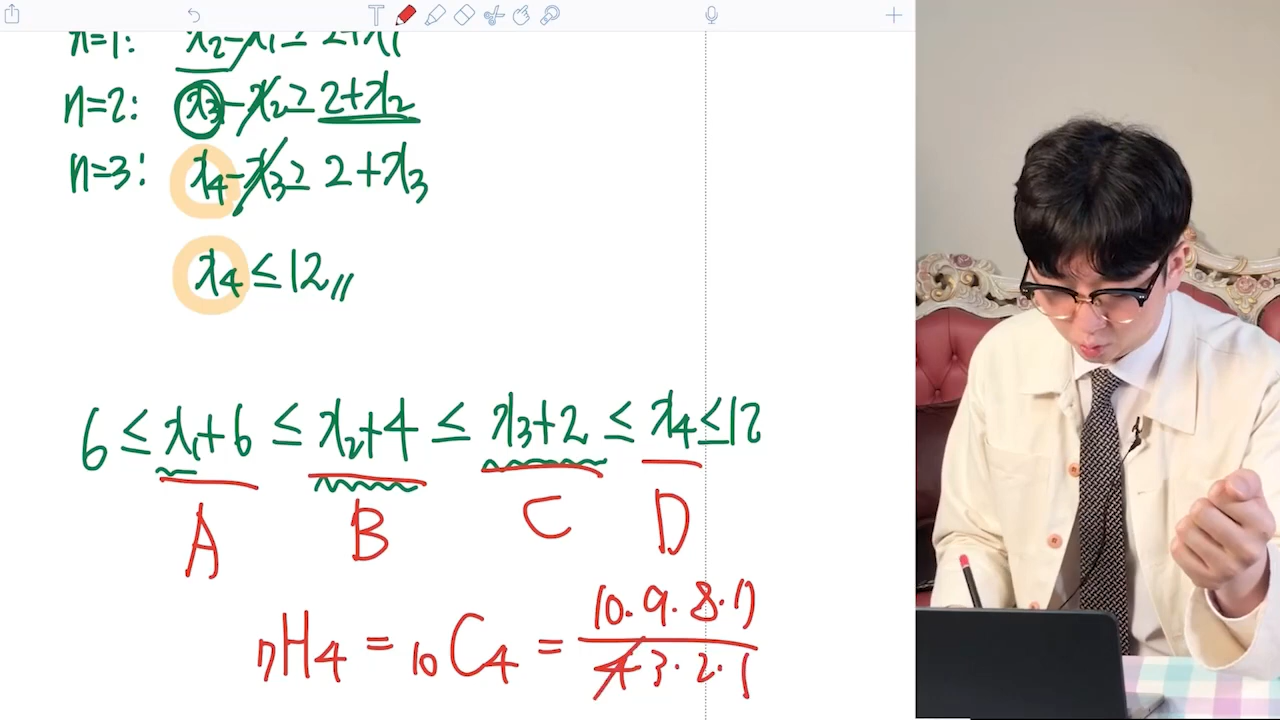 n=1: x₂-x₁≥2+x₁
n=2: x₃-x₂≥2+x₂
n=3: x₄-x₃≥2+x₃
x₄≤12〃
6≤x₁+6≤x₂+4≤x₃+2≤x₄≤12
A B C D
₇H₄=₁₀C₄=10·9·8·7
4·3·2·1